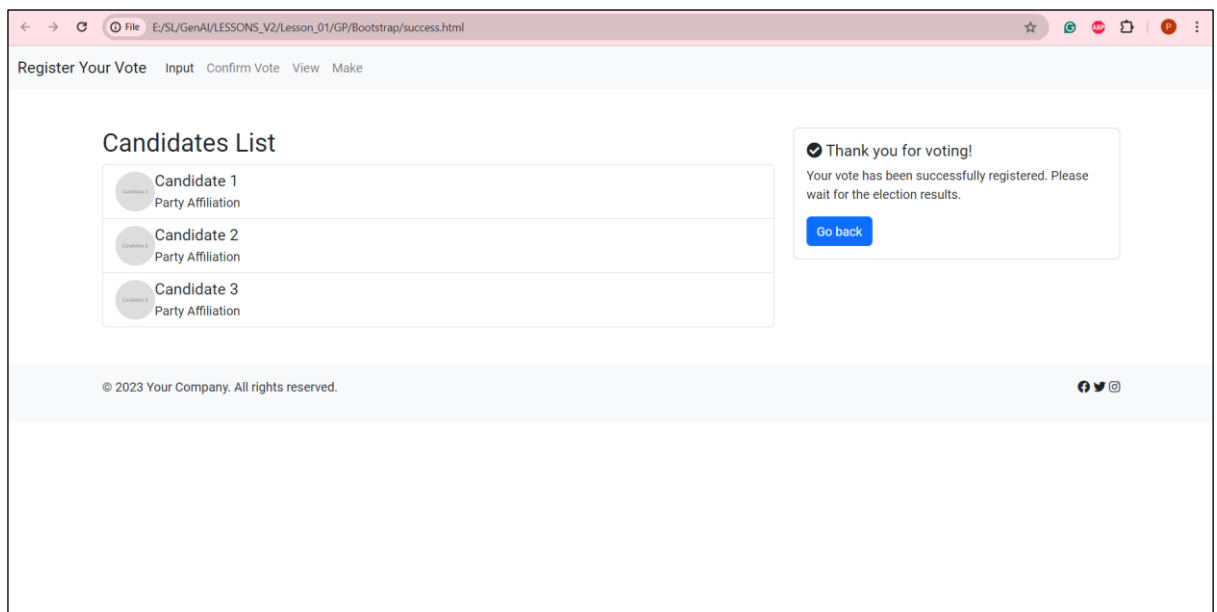 File E:/SL/GenAI/LESSONS_V2/Lesson_01/GP/Bootstrap/success.html
ABP
P
Register Your Vote Input Confirm Vote View Make
Candidates List
Candidate 1
Party Affiliation
Candidate 2
Party Affiliation
Candidate 3
Party Affiliation
Thank you for voting!
Your vote has been successfully registered. Please
wait for the election results.
Go back
© 2023 Your Company. All rights reserved.